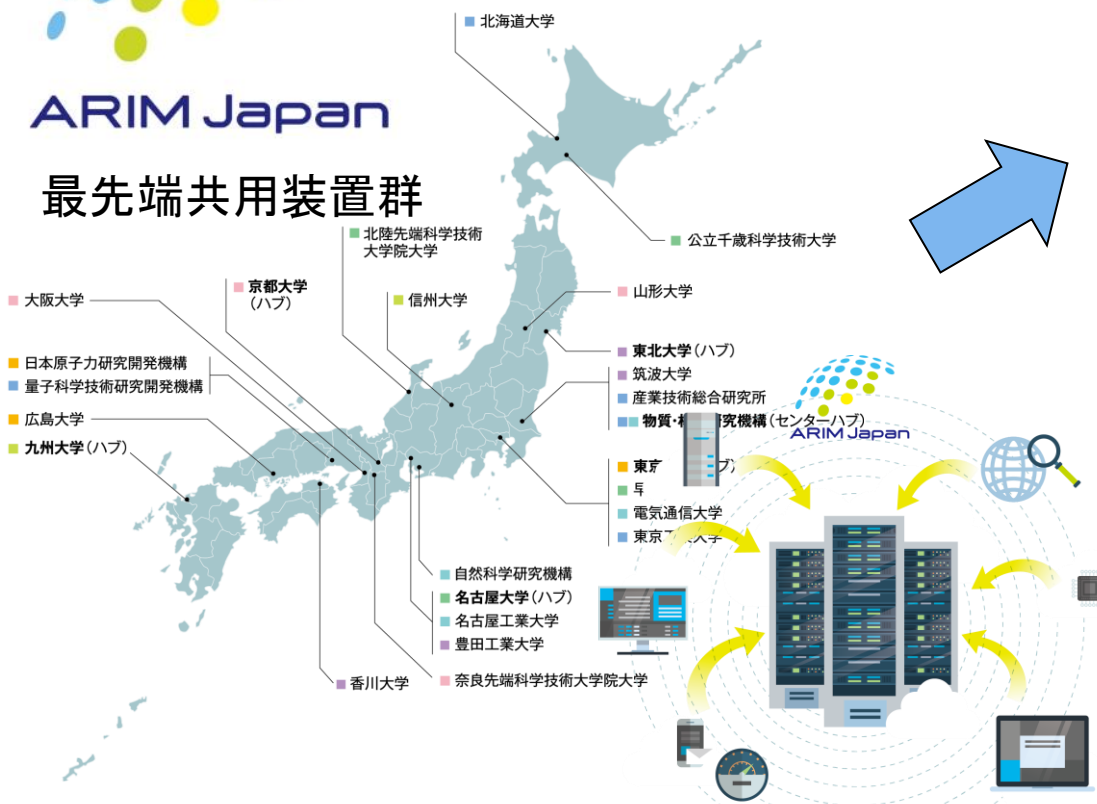 ARIM Japan
最先端共用装置群
北海道大学
公立千歳科学技術大学
北陸先端科学技術
大学院大学
京都大学
(ハブ)
信州大学
大阪大学
山形大学
日本原子力研究開発機構
量子科学技術研究開発機構
東北大学(ハブ)
筑波大学
産業技術総合研究所
物質・ 研究機構(センターハブ)
広島大学
九州大学(ハブ)
ARIM Japan
東京 ブ)
電気通信大学
東京 大学
自然科学研究機構
名古屋大学(ハブ)
名古屋工業大学
豊田工業大学
香川大学
奈良先端科学技術大学院大学